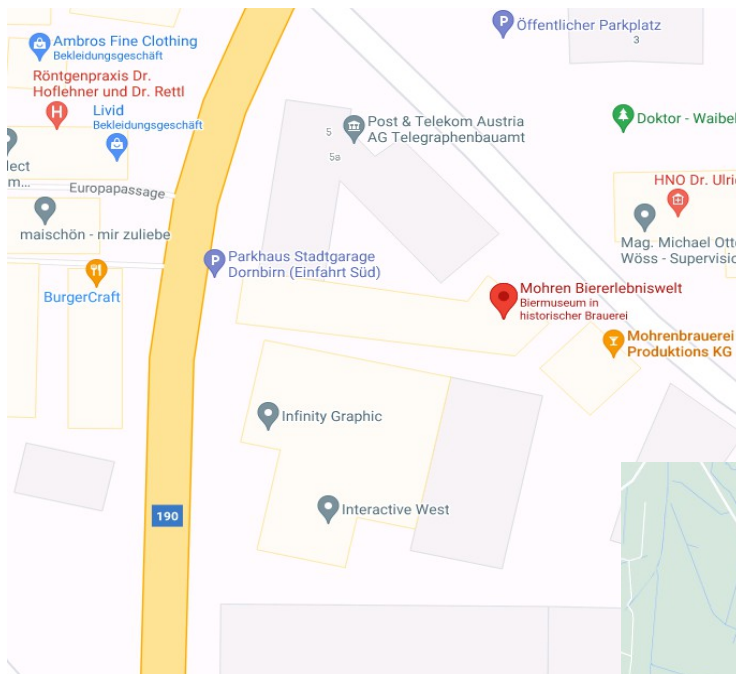 Öffentlicher Parkplatz
3
Ambros Fine Clothing
Bekleidungsgeschäft
Röntgenpraxis Dr.
Hoflehner und Dr. Rettl
H
Livid
Bekleidungsgeschäft
5
5a
Post & Telekom Austria
AG Telegraphenbauamt
Doktor - Waibel
Europapassage
maischön - mir zuliebe
HNO Dr. Ulric
Mag. Michael Otto
Wöss - Supervisio
P
P
Parkhaus Stadtgarage
Dornbirn (Einfahrt Süd)
BurgerCraft
Mohren Biererlebniswelt
Biermuseum in
historischer Brauerei
Mohrenbrauerei
Produktions KG
Infinity Graphic
Interactive West
190